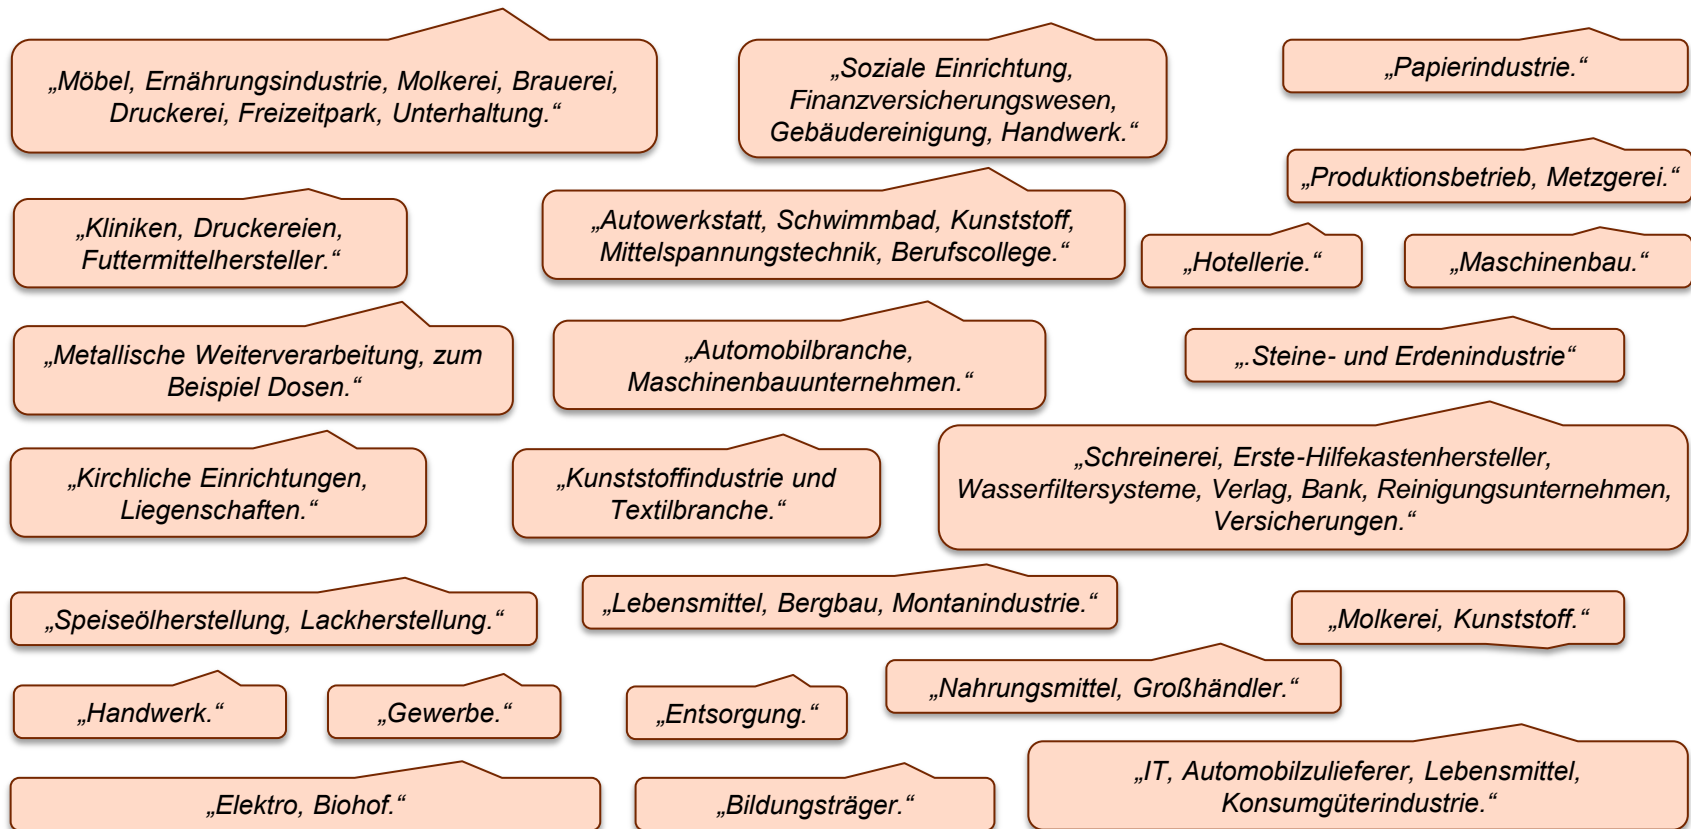 „Möbel, Ernährungsindustrie, Molkerei, Brauerei,
Druckerei, Freizeitpark, Unterhaltung.“
„Soziale Einrichtung,
Finanzversicherungswesen,
Gebäudereinigung, Handwerk.“
„Papierindustrie.“
„Produktionsbetrieb, Metzgerei.“
„Kliniken, Druckereien,
Futtermittelhersteller.“
„Autowerkstatt, Schwimmbad, Kunststoff,
Mittelspannungstechnik, Berufscollege.“
„Hotellerie.“
„Maschinenbau.“
„Metallische Weiterverarbeitung, zum
Beispiel Dosen.“
„Automobilbranche,
Maschinenbauunternehmen.“
„.Steine- und Erdenindustrie“
„Kirchliche Einrichtungen,
Liegenschaften.“
„Kunststoffindustrie und
Textilbranche.“
„Schreinerei, Erste-Hilfekastenhersteller,
Wasserfiltersysteme, Verlag, Bank, Reinigungsunternehmen,
Versicherungen.“
„Speiseölherstellung, Lackherstellung.“
„Lebensmittel, Bergbau, Montanindustrie.“
„Molkerei, Kunststoff.“
„Handwerk.“
„Gewerbe.“
„Entsorgung.“
„Nahrungsmittel, Großhändler.“
„Elektro, Biohof.“
„Bildungsträger.“
„IT, Automobilzulieferer, Lebensmittel,
Konsumgüterindustrie.“